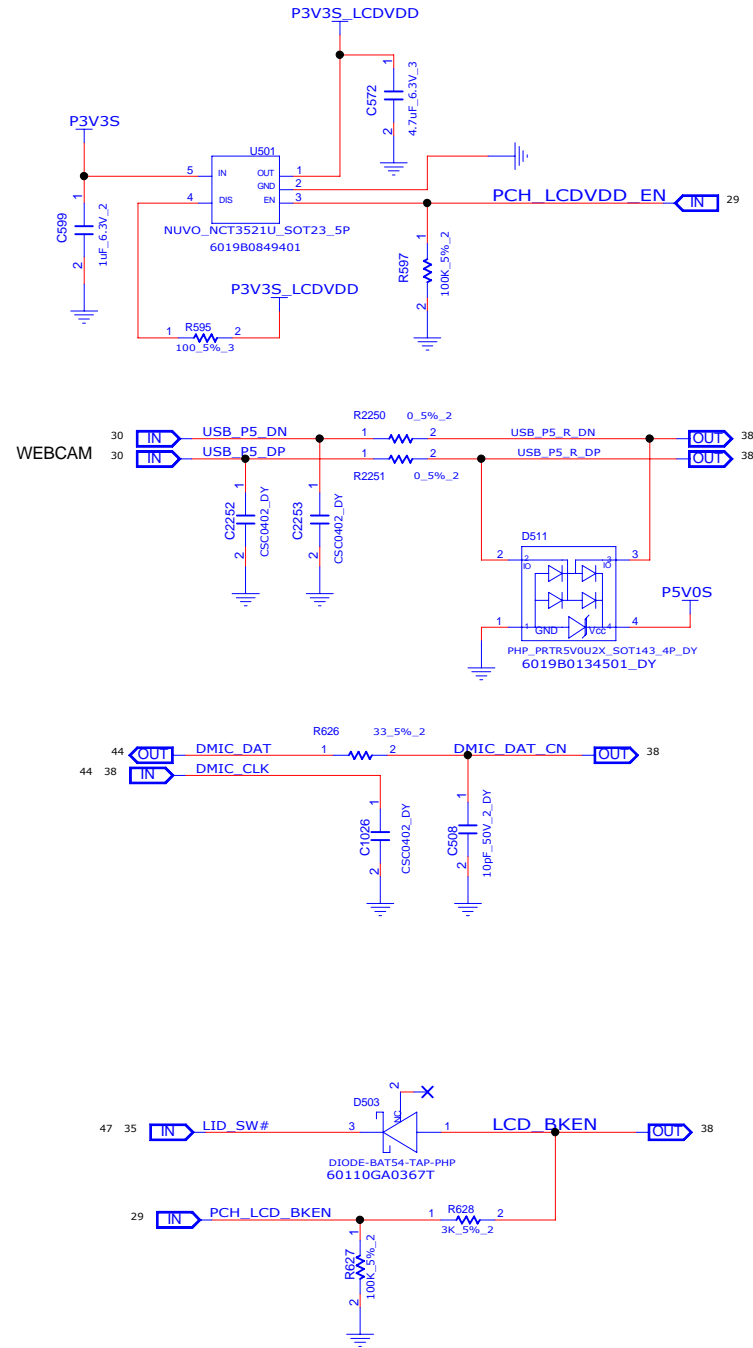 P3V3S_LCDVDD
1
C572
4.7uF_6.3V_3
2
P3V3S
U501
5 IN OUT 1
GND 2
4 DIS EN 3
PCH_LCDVDD_EN IN 29
1
C599
1uF_6.3V_2
2
NUVO_NCT3521U_SOT23_5P
6019B0849401
1
R597
100K_5%_2
2
P3V3S_LCDVDD
R595
1 2
100_5%_3
WEBCAM
R2250 0_5%_2
30 IN USB_P5_DN 1 2 USB_P5_R_DN OUT 38
30 IN USB_P5_DP 1 2 USB_P5_R_DP OUT 38
R2251 0_5%_2
1
C2252
CSC0402_DY
2
1
C2253
CSC0402_DY
2
D511
2 2 3 3
IO IO
P5V0S
1 1 4 4
GND Vcc
PHP_PRTR5V0U2X_SOT143_4P_DY
6019B0134501_DY
R626 33_5%_2
44 OUT DMIC_DAT 1 2 DMIC_DAT_CN OUT 38
44 38 IN DMIC_CLK
1
C1026
CSC0402_DY
2
1
C508
10pF_50V_2_DY
2
D503 2
NC
47 35 IN LID_SW# 3 1 LCD_BKEN OUT 38
DIODE-BAT54-TAP-PHP
60110GA0367T
29 IN PCH_LCD_BKEN 1 R628 2
3K_5%_2
1
R627
100K_5%_2
2